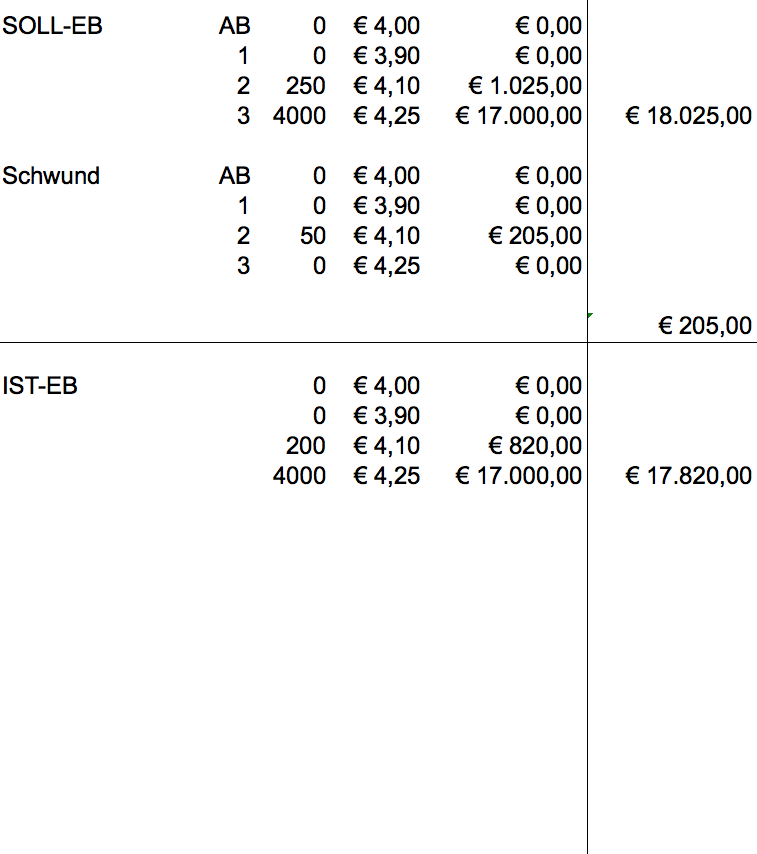 SOLL-EB AB 0 € 4,00 € 0,00
1 0 € 3,90 € 0,00
2 250 € 4,10 € 1.025,00
3 4000 € 4,25 € 17.000,00 € 18.025,00
Schwund AB 0 € 4,00 € 0,00
1 0 € 3,90 € 0,00
2 50 € 4,10 € 205,00
3 0 € 4,25 € 0,00
€ 205,00
IST-EB 0 € 4,00 € 0,00
0 € 3,90 € 0,00
200 € 4,10 € 820,00
4000 € 4,25 € 17.000,00 € 17.820,00